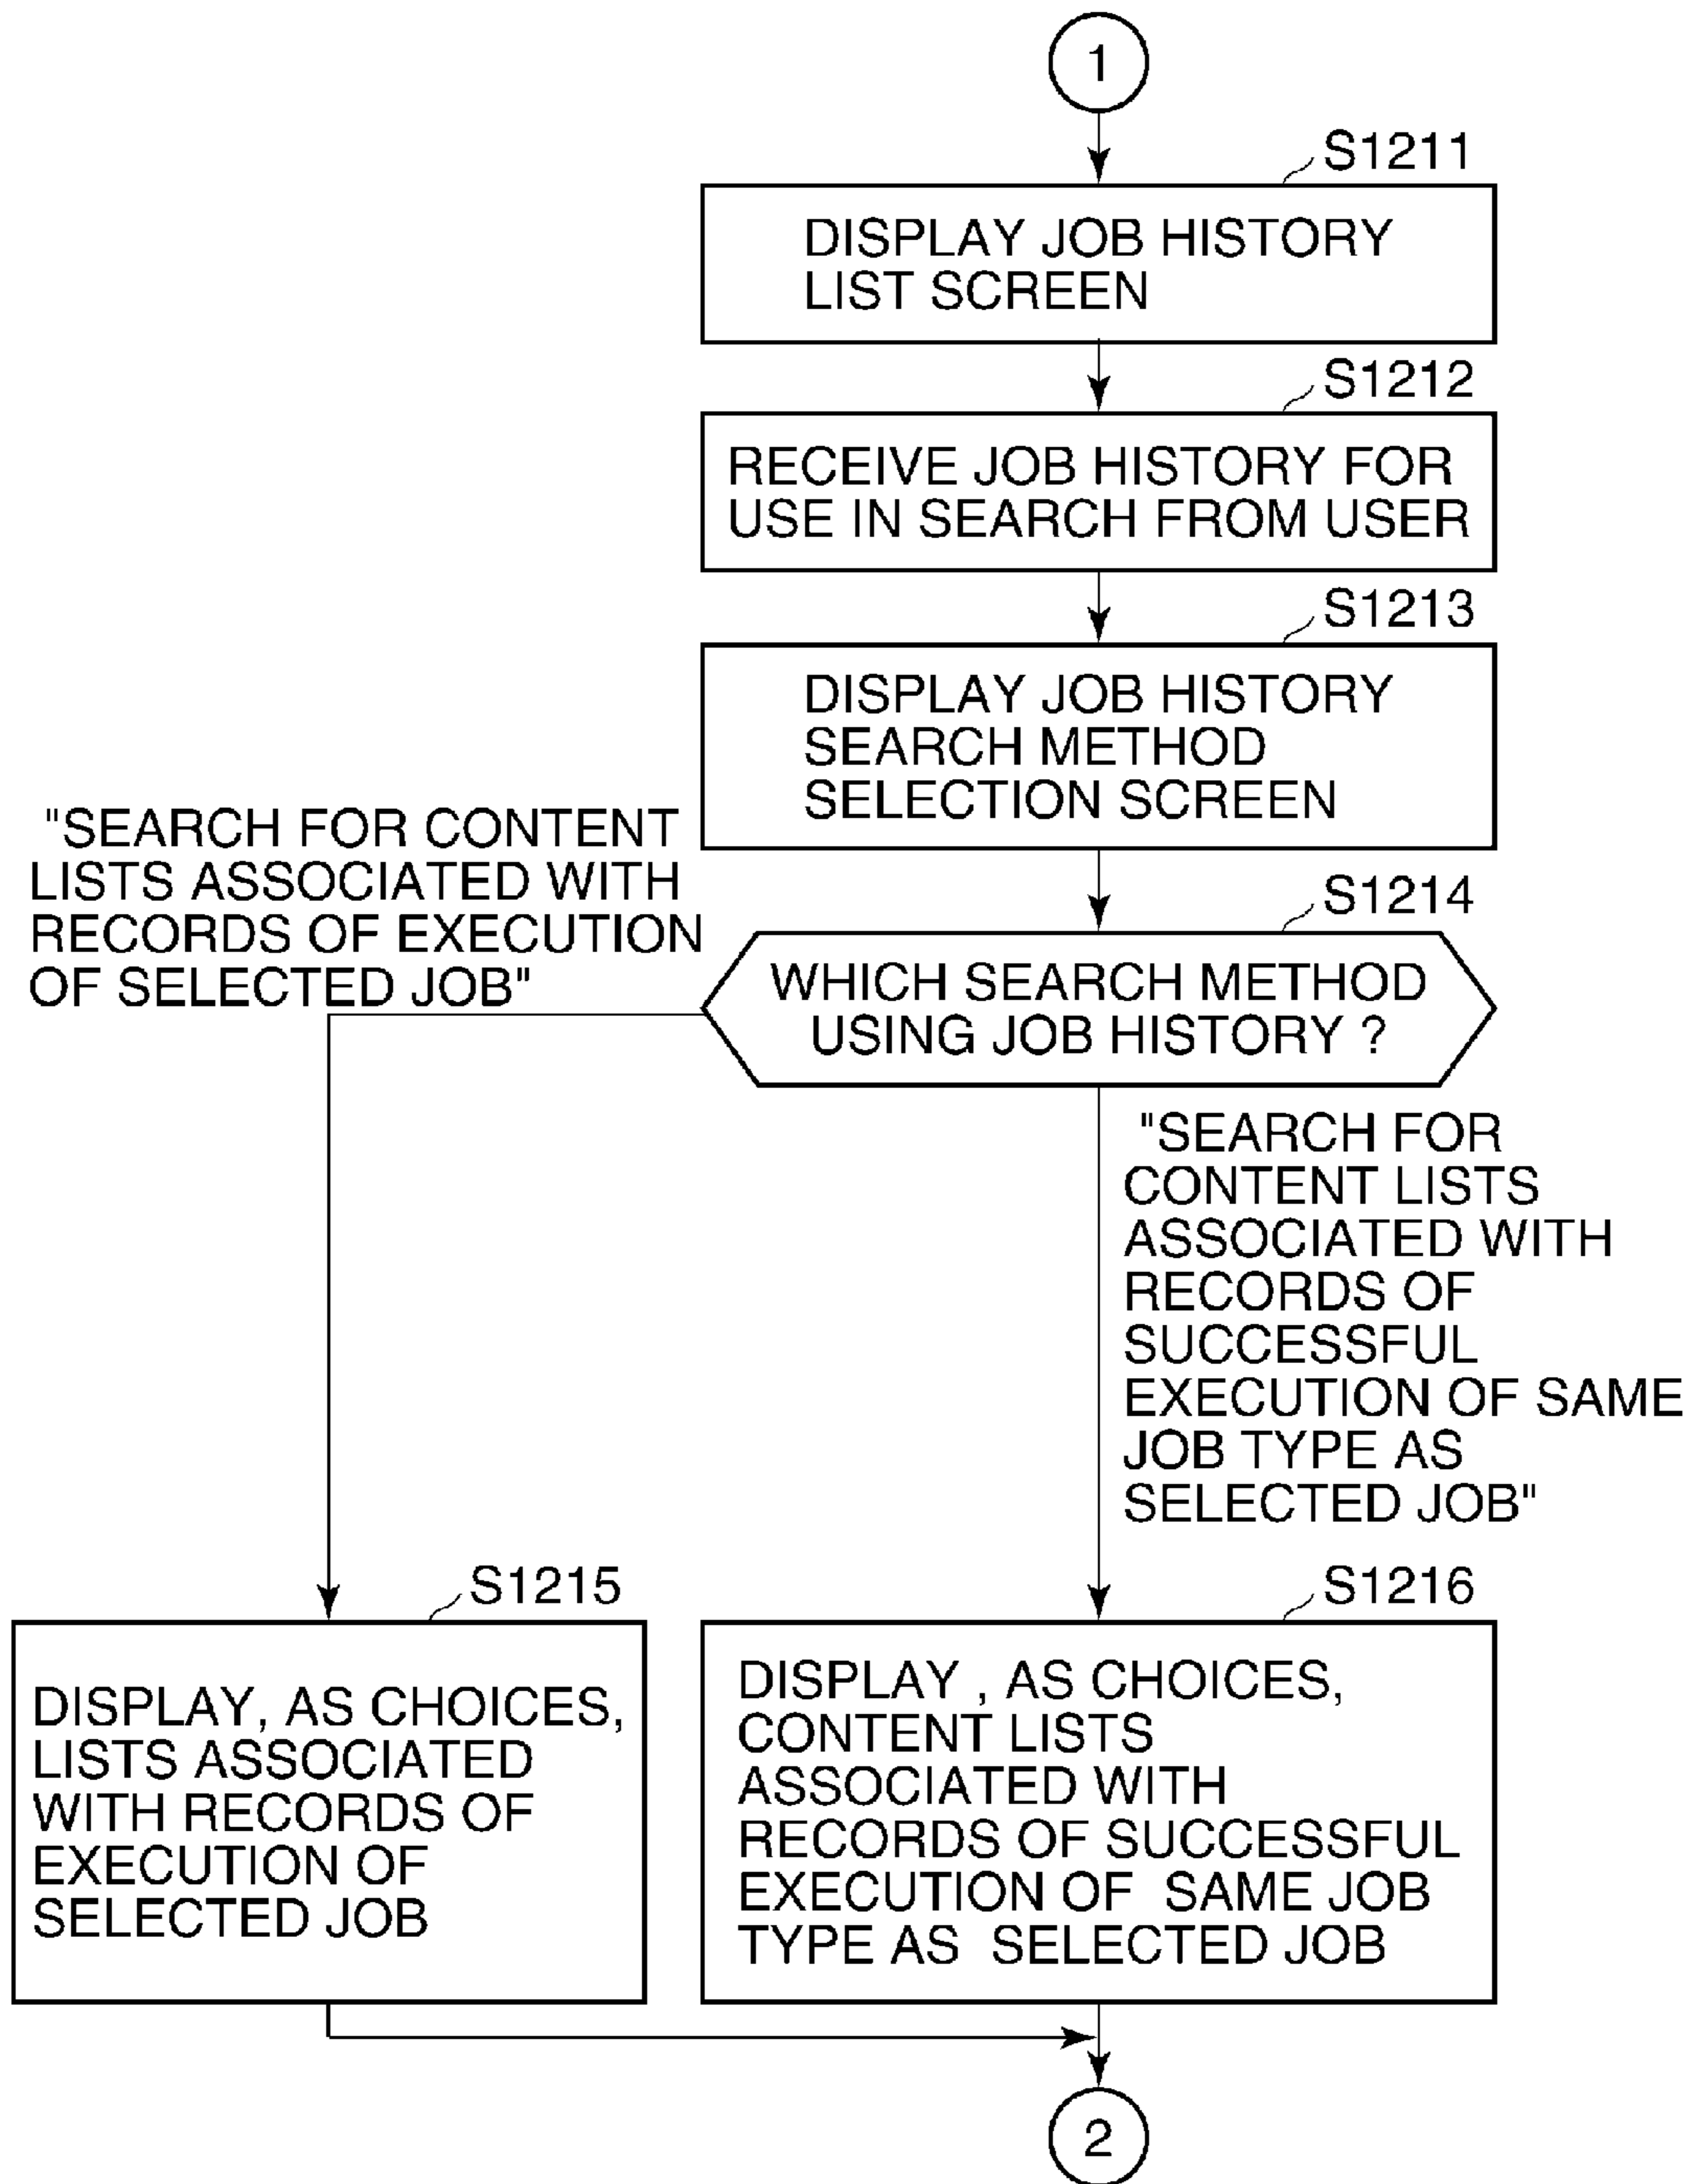 1
S1211
DISPLAY JOB HISTORY
LIST SCREEN
S1212
RECEIVE JOB HISTORY FOR
USE IN SEARCH FROM USER
S1213
DISPLAY JOB HISTORY
SEARCH METHOD
SELECTION SCREEN
"SEARCH FOR CONTENT
LISTS ASSOCIATED WITH
RECORDS OF EXECUTION
OF SELECTED JOB"
S1214
WHICH SEARCH METHOD
USING JOB HISTORY ?
"SEARCH FOR
CONTENT LISTS
ASSOCIATED WITH
RECORDS OF
SUCCESSFUL
EXECUTION OF SAME
JOB TYPE AS
SELECTED JOB"
S1215
DISPLAY, AS CHOICES,
LISTS ASSOCIATED
WITH RECORDS OF
EXECUTION OF
SELECTED JOB
S1216
DISPLAY , AS CHOICES,
CONTENT LISTS
ASSOCIATED WITH
RECORDS OF SUCCESSFUL
EXECUTION OF  SAME JOB
TYPE AS  SELECTED JOB
2